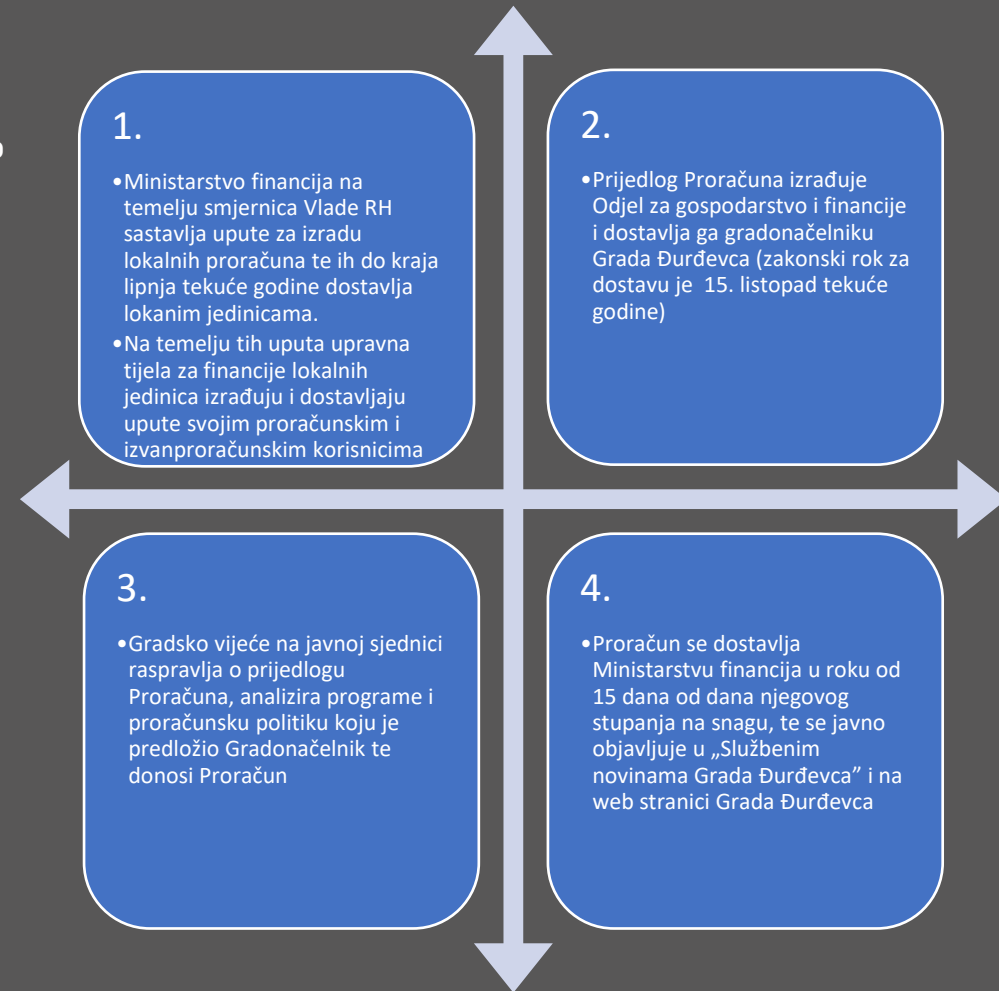 1.
•Ministarstvo financija na
temelju smjernica Vlade RH
sastavlja upute za izradu
lokalnih proračuna te ih do kraja
lipnja tekuće godine dostavlja
lokanim jedinicama.
•Na temelju tih uputa upravna
tijela za financije lokalnih
jedinica izrađuju i dostavljaju
upute svojim proračunskim i
izvanproračunskim korisnicima
2.
•Prijedlog Proračuna izrađuje
Odjel za gospodarstvo i financije
i dostavlja ga gradonačelniku
Grada Đurđevca (zakonski rok za
dostavu je  15. listopad tekuće
godine)
3.
•Gradsko vijeće na javnoj sjednici
raspravlja o prijedlogu
Proračuna, analizira programe i
proračunsku politiku koju je
predložio Gradonačelnik te
donosi Proračun
4.
•Proračun se dostavlja
Ministarstvu financija u roku od
15 dana od dana njegovog
stupanja na snagu, te se javno
objavljuje u „Službenim
novinama Grada Đurđevca” i na
web stranici Grada Đurđevca